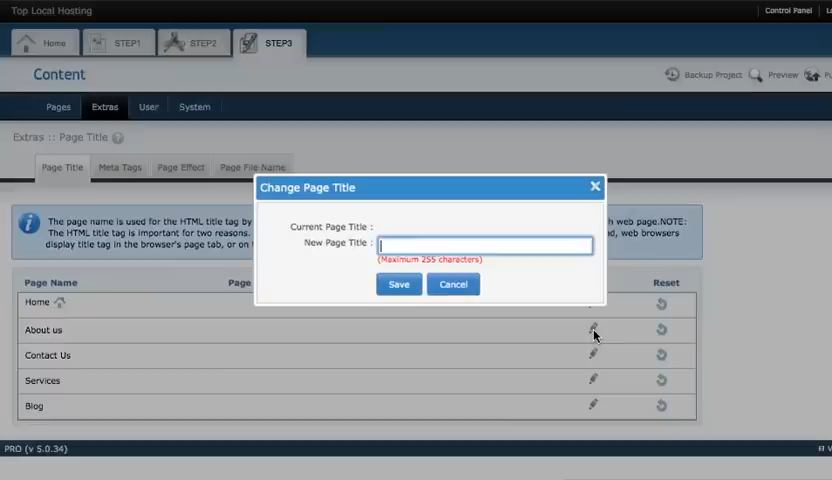 Top Local Hosting
Control Panel
Home STEP1 STEP2 STEP3
Content
Backup Project Preview
Pages Extras User System
Extras :: Page Title
Page Title Meta Tags Page Effect Page File Name
Change Page Title
The page name is used for the HTML title tag by
h web page.NOTE:
The HTML title tag is important for two reasons.
ad, web browsers
display title tag in the browser's page tab, or on
Current Page Title :
New Page Title :
(Maximum 255 characters)
Save Cancel
Page Name Page Reset
Home
About us
Contact Us
Services
Blog
PRO (v 5.0.34)